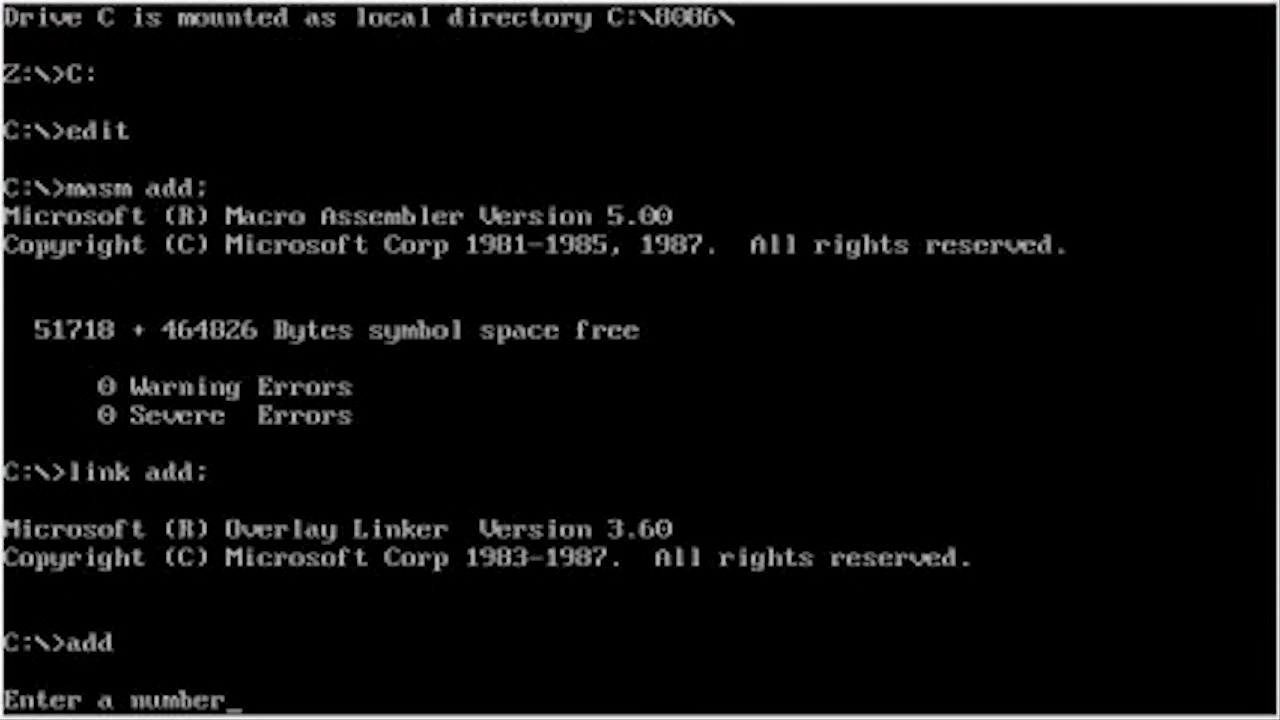 Drive C is mounted as local directory C:\8086\
Z:\>C:
C:\>edit
C:\>masm add;
Microsoft (R) Macro Assembler Version 5.00
Copyright (C) Microsoft Corp 1981-1985, 1987.  All rights reserved.
51718 + 464826 Bytes symbol space free
0 Warning Errors
0 Severe  Errors
C:\>link add;
Microsoft (R) Overlay Linker  Version 3.60
Copyright (C) Microsoft Corp 1983-1987.  All rights reserved.
C:\>add
Enter a number_